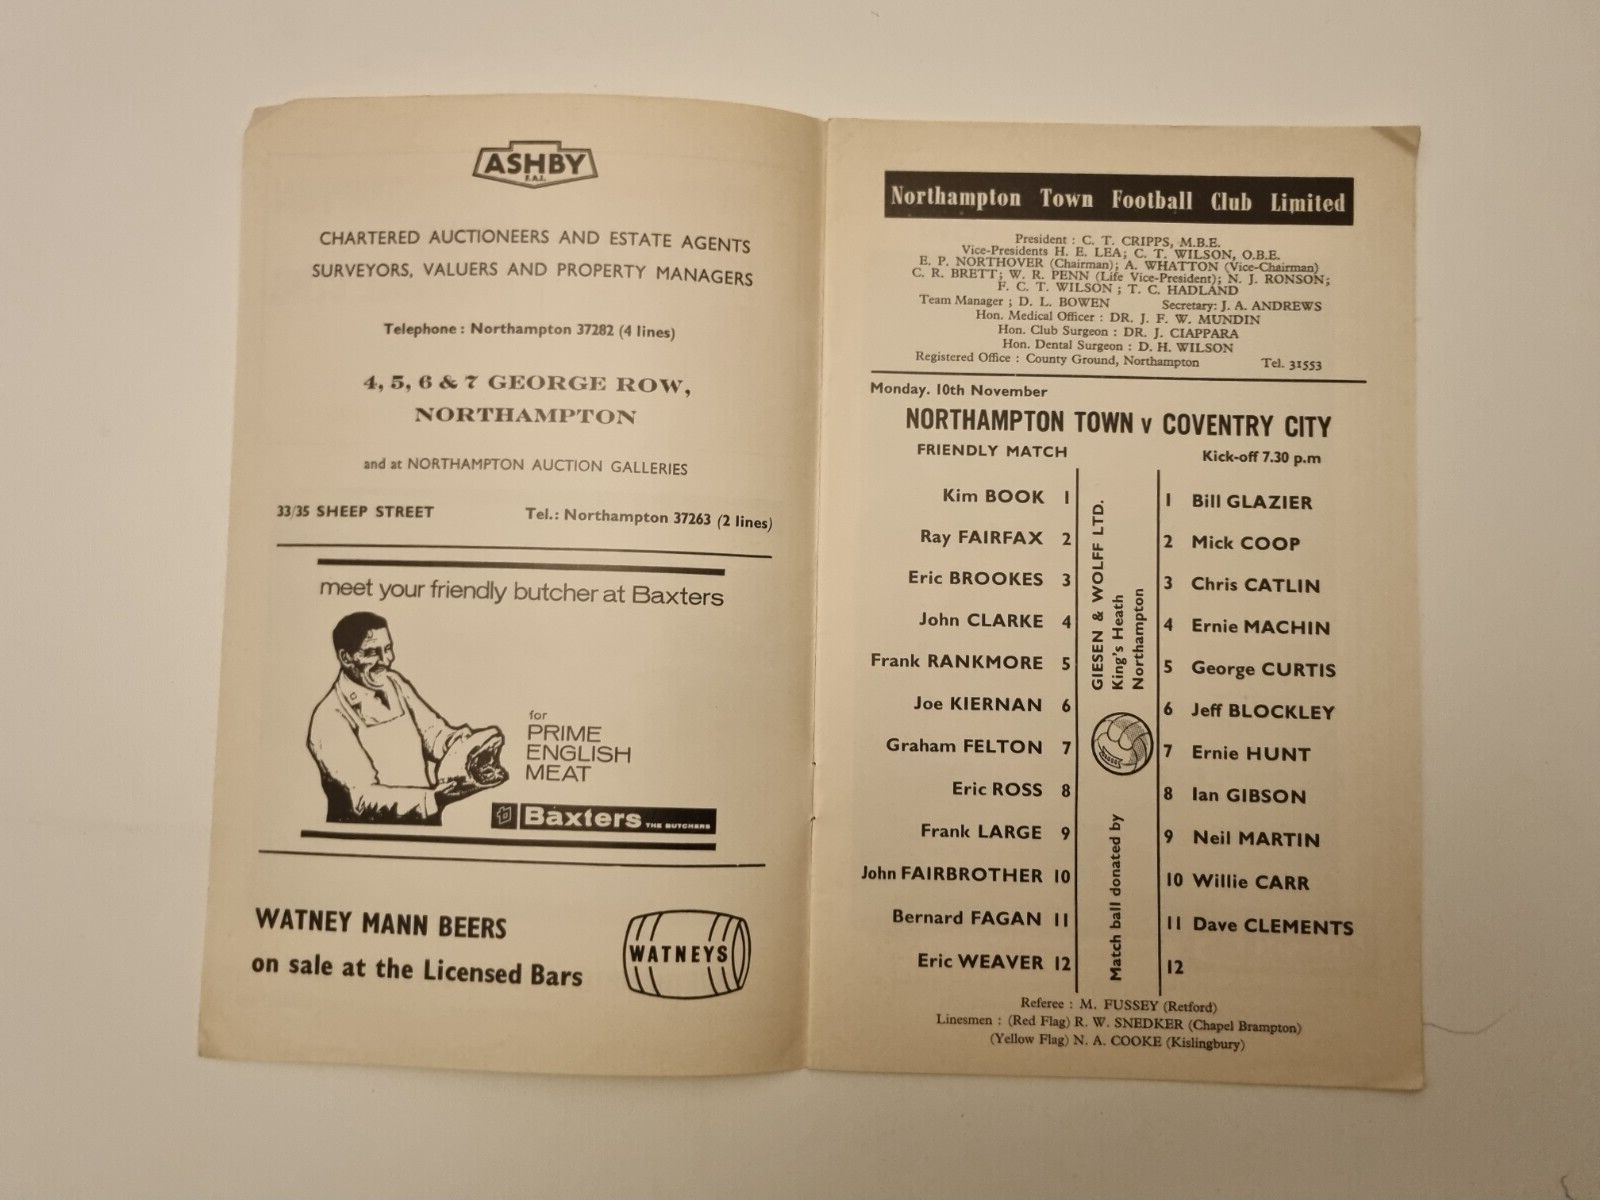 ASHBY
F.A.I.
CHARTERED AUCTIONEERS AND ESTATE AGENTS
SURVEYORS, VALUERS AND PROPERTY MANAGERS
Telephone : Northampton 37282 (4 lines)
4, 5, 6 & 7 GEORGE ROW,
NORTHAMPTON
and at NORTHAMPTON AUCTION GALLERIES
33/35 SHEEP STREET Tel.: Northampton 37263 (2 lines)
meet your friendly butcher at Baxters
for
PRIME
ENGLISH
MEAT
Baxters THE BUTCHERS
WATNEY MANN BEERS
on sale at the Licensed Bars
WATNEYS
Northampton Town Football Club Limited
President : C. T. CRIPPS, M.B.E.
Vice-Presidents H. E. LEA; C. T. WILSON, O.B.E.
E. P. NORTHOVER (Chairman); A. WHATTON (Vice-Chairman)
C. R. BRETT; W. R. PENN (Life Vice-President); N. J. RONSON;
F. C. T. WILSON ; T. C. HADLAND
Team Manager ; D. L. BOWEN Secretary: J. A. ANDREWS
Hon. Medical Officer : DR. J. F. W. MUNDIN
Hon. Club Surgeon : DR. J. CIAPPARA
Hon. Dental Surgeon : D. H. WILSON
Registered Office : County Ground, Northampton Tel. 31553
Monday. 10th November
NORTHAMPTON TOWN v COVENTRY CITY
FRIENDLY MATCH Kick-off 7.30 p.m
Kim BOOK 1
Ray FAIRFAX 2
Eric BROOKES 3
John CLARKE 4
Frank RANKMORE 5
Joe KIERNAN 6
Graham FELTON 7
Eric ROSS 8
Frank LARGE 9
John FAIRBROTHER 10
Bernard FAGAN 11
Eric WEAVER 12
Match ball donated by
GIESEN & WOLFF LTD.
King's Heath
Northampton
1 Bill GLAZIER
2 Mick COOP
3 Chris CATLIN
4 Ernie MACHIN
5 George CURTIS
6 Jeff BLOCKLEY
7 Ernie HUNT
8 Ian GIBSON
9 Neil MARTIN
10 Willie CARR
11 Dave CLEMENTS
12
Referee : M. FUSSEY (Retford)
Linesmen : (Red Flag) R. W. SNEDKER (Chapel Brampton)
(Yellow Flag) N. A. COOKE (Kislingbury)